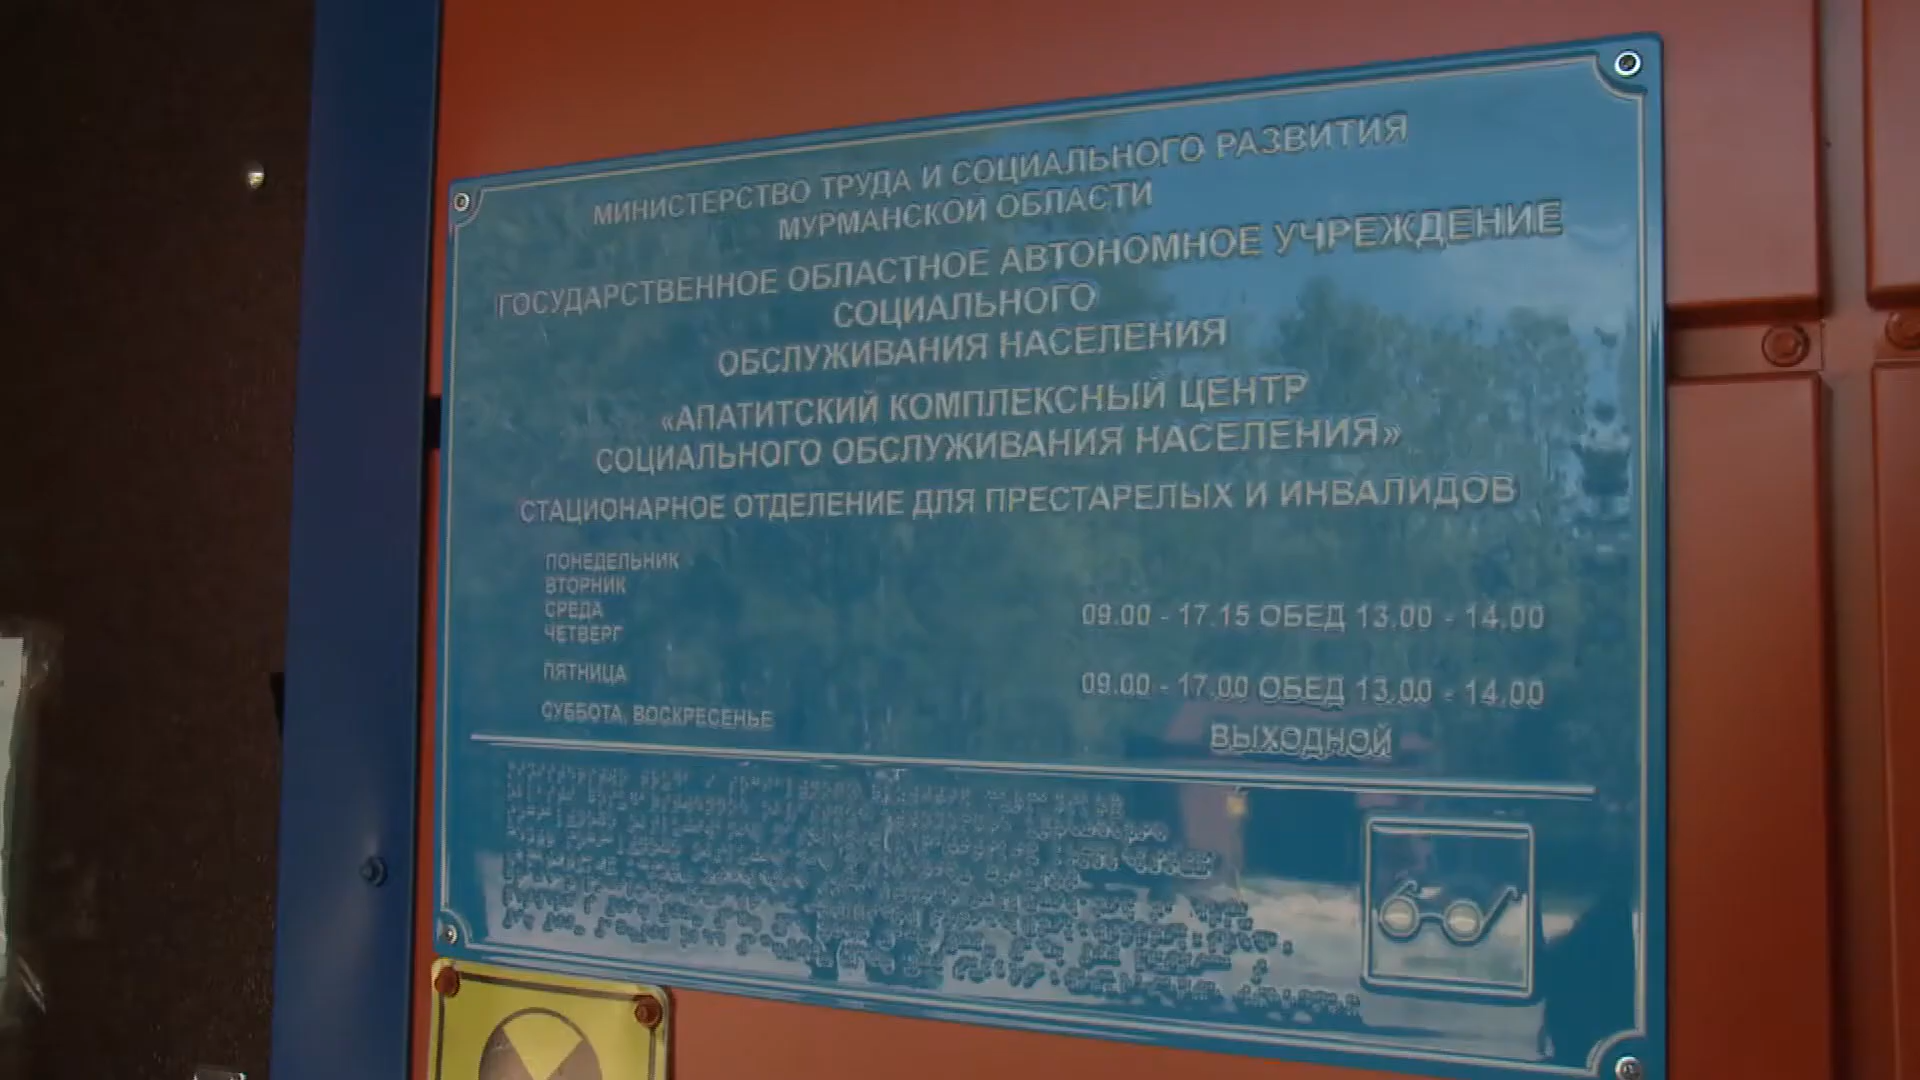 МИНИСТЕРСТВО ТРУДА И СОЦИАЛЬНОГО РАЗВИТИЯ
МУРМАНСКОЙ ОБЛАСТИ
ГОСУДАРСТВЕННОЕ ОБЛАСТНОЕ АВТОНОМНОЕ УЧРЕЖДЕНИЕ
СОЦИАЛЬНОГО
ОБСЛУЖИВАНИЯ НАСЕЛЕНИЯ
«АПАТИТСКИЙ КОМПЛЕКСНЫЙ ЦЕНТР
СОЦИАЛЬНОГО ОБСЛУЖИВАНИЯ НАСЕЛЕНИЯ»
СТАЦИОНАРНОЕ ОТДЕЛЕНИЕ ДЛЯ ПРЕСТАРЕЛЫХ И ИНВАЛИДОВ
ПОНЕДЕЛЬНИК
ВТОРНИК
СРЕДА
ЧЕТВЕРГ
09.00 - 17.15 ОБЕД 13.00 - 14.00
ПЯТНИЦА
09.00 - 17.00 ОБЕД 13.00 - 14.00
СУББОТА, ВОСКРЕСЕНЬЕ
ВЫХОДНОЙ